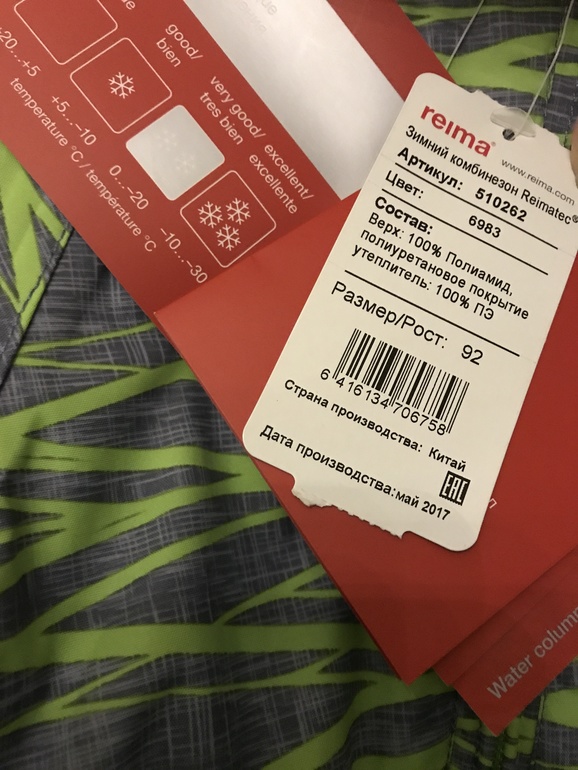 good/
bien
very good/
tres bien
excellent/
excellente
-20...+5
+5...-10
0...-20
-10...-30
temperature °C / température °C
reima®
www.reima.com
Зимний комбинезон Reimatec®
Артикул: 510262
Цвет: 6983
Состав:
Верх: 100% Полиамид,
полиуретановое покрытие
утеплитель: 100% ПЭ
Размер/Рост: 92
6 416134 706758
Страна производства: Китай
Дата производства:май 2017
EAC
Water colum